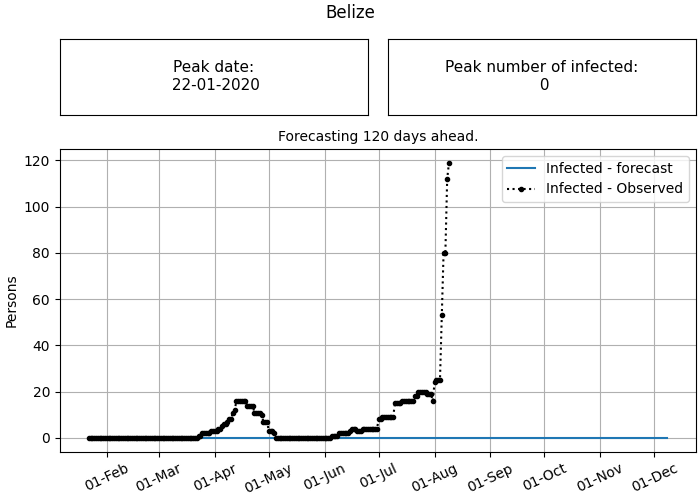 Belize
Peak date:
22-01-2020
Peak number of infected:
0
Forecasting 120 days ahead.
Infected - forecast
Infected - Observed
Persons
120
100
80
60
40
20
0
01-Feb
01-Mar
01-Apr
01-May
01-Jun
01-Jul
01-Aug
01-Sep
01-Oct
01-Nov
01-Dec